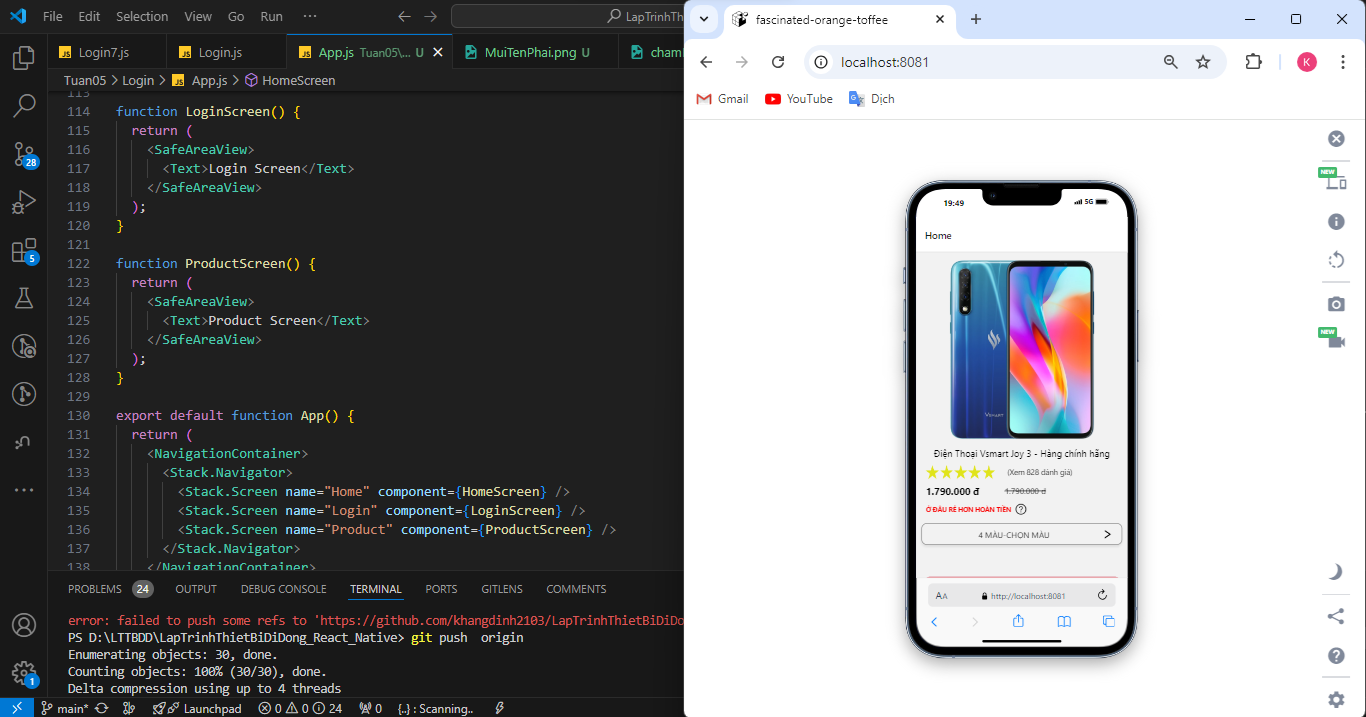 File Edit Selection View Go Run ···
LapTrinhTh
Login7.js Login.js App.js Tuan05\... U MuiTenPhai.png U cham
Tuan05 > Login > App.js > HomeScreen
113
114 function LoginScreen() {
115 return (
116 <SafeAreaView>
117 <Text>Login Screen</Text>
118 </SafeAreaView>
119 );
120 }
121
122 function ProductScreen() {
123 return (
124 <SafeAreaView>
125 <Text>Product Screen</Text>
126 </SafeAreaView>
127 );
128 }
129
130 export default function App() {
131 return (
132 <NavigationContainer>
133 <Stack.Navigator>
134 <Stack.Screen name="Home" component={HomeScreen} />
135 <Stack.Screen name="Login" component={LoginScreen} />
136 <Stack.Screen name="Product" component={ProductScreen} />
137 </Stack.Navigator>
138 </NavigationContainer>
28
5
1
PROBLEMS 24 OUTPUT DEBUG CONSOLE TERMINAL PORTS GITLENS COMMENTS
error: failed to push some refs to 'https://github.com/khangdinh2103/LapTrinhThietBiDiDo
PS D:\LTTBDD\LapTrinhThietBiDiDong_React_Native> git push  origin
Enumerating objects: 30, done.
Counting objects: 100% (30/30), done.
Delta compression using up to 4 threads
main* Launchpad 0 0 24 0 {..} : Scanning..
fascinated-orange-toffee
localhost:8081
K
Gmail YouTube Dịch
NEW
NEW
19:49 5G
Home
Vsmart
Điện Thoại Vsmart Joy 3 - Hàng chính hãng
(Xem 828 đánh giá)
1.790.000 đ 1.790.000 đ
Ở ĐÂU RẺ HƠN HOÀN TIỀN ?
4 MÀU-CHỌN MÀU
AA http://localhost:8081